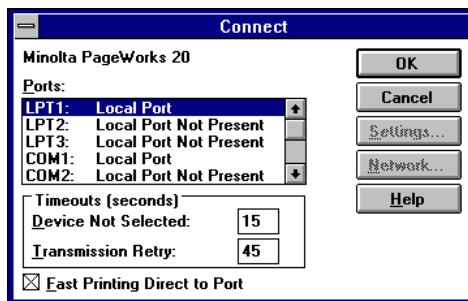 Connect
Minolta PageWorks 20
Ports:
LPT1: Local Port
LPT2: Local Port Not Present
LPT3: Local Port Not Present
COM1: Local Port
COM2: Local Port Not Present
Timeouts (seconds)
Device Not Selected: 15
Transmission Retry: 45
Fast Printing Direct to Port
OK
Cancel
Settings...
Network...
Help